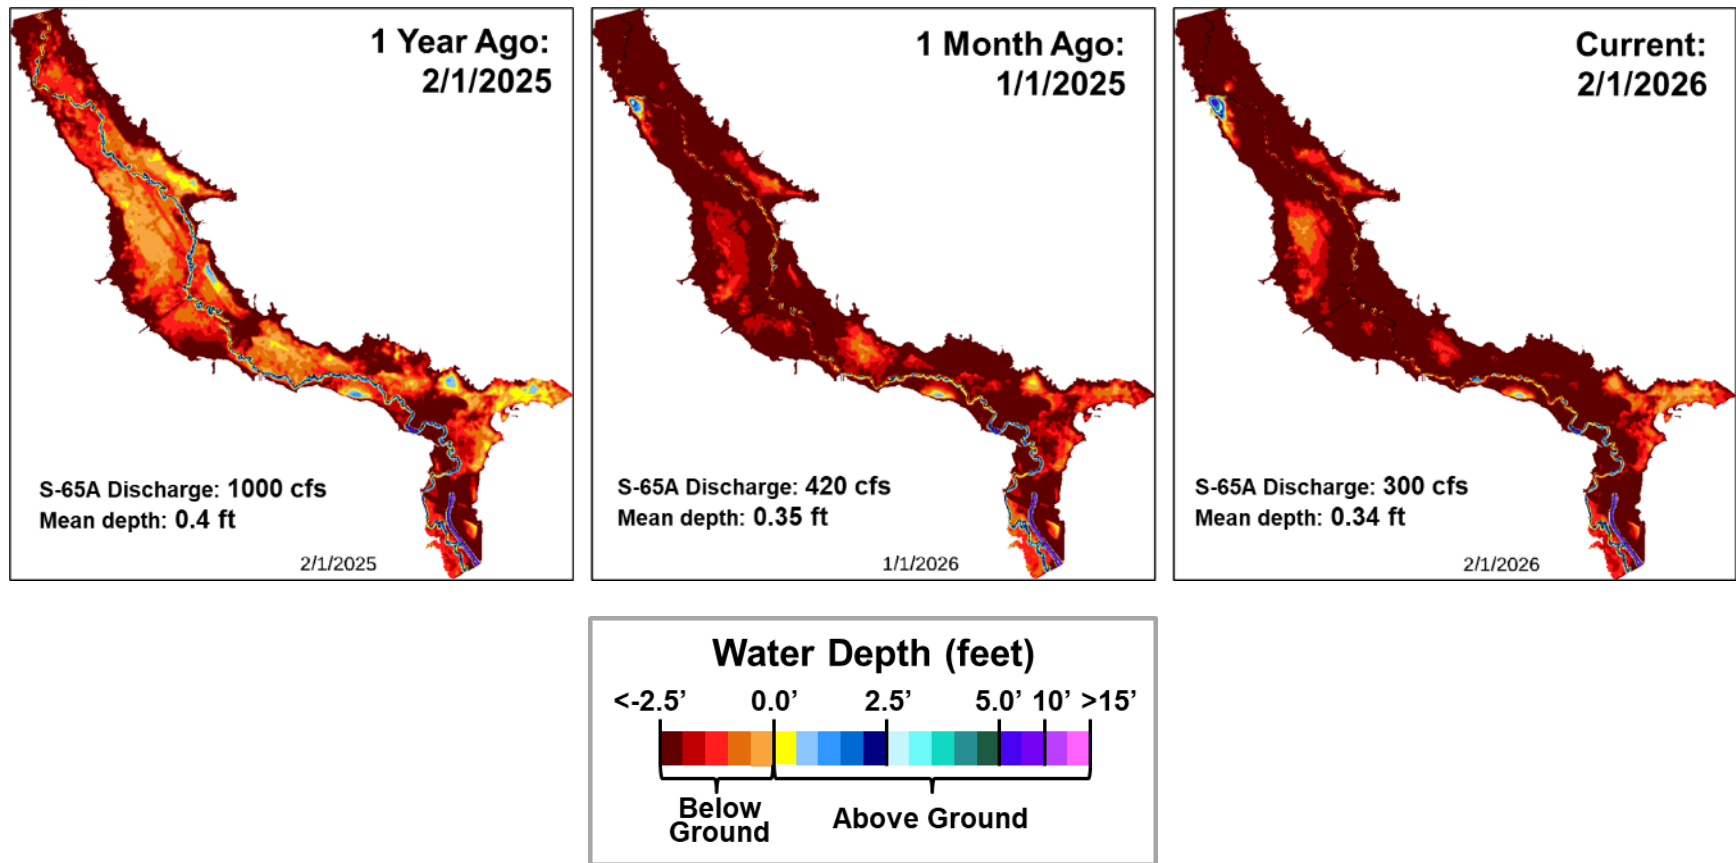 1 Year Ago:
2/1/2025
S-65A Discharge: 1000 cfs
Mean depth: 0.4 ft
2/1/2025
1 Month Ago:
1/1/2025
S-65A Discharge: 420 cfs
Mean depth: 0.35 ft
1/1/2026
Current:
2/1/2026
S-65A Discharge: 300 cfs
Mean depth: 0.34 ft
2/1/2026
Water Depth (feet)
<-2.5’ 0.0’ 2.5’ 5.0’ 10’ >15’
Below
Ground
Above Ground